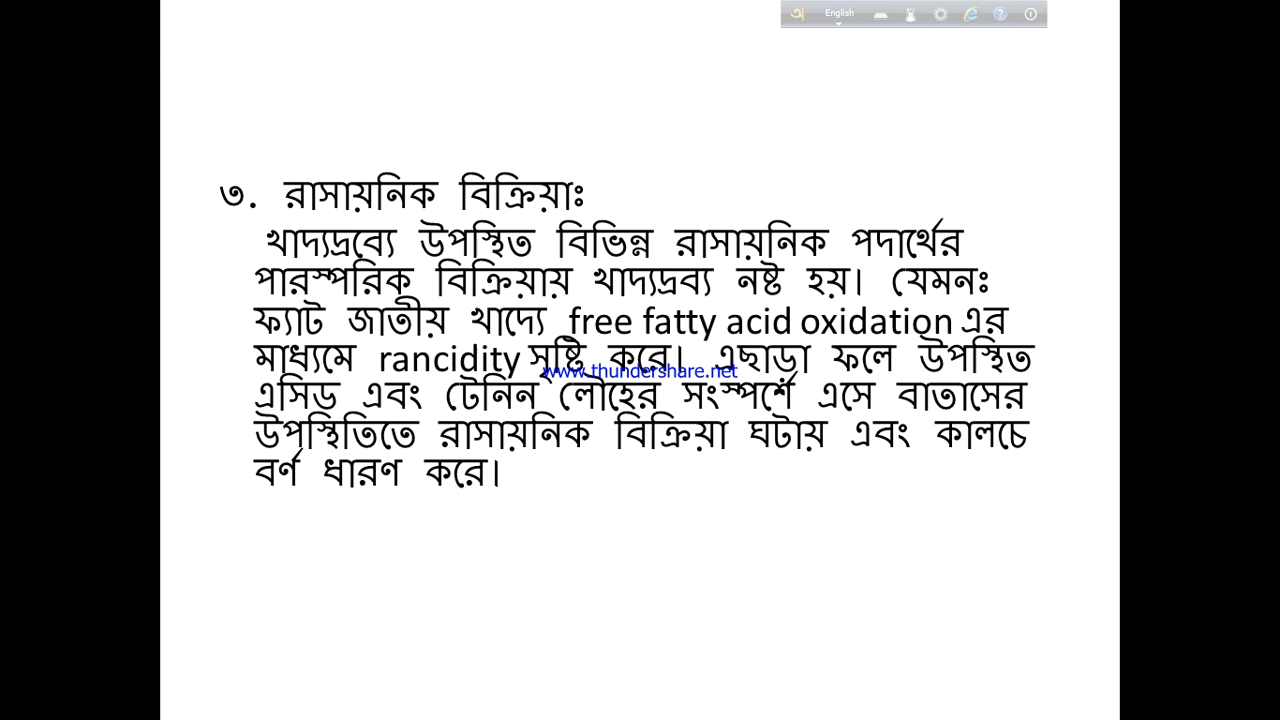 English
৩. রাসায়নিক বিক্রিয়াঃ
খাদ্যদ্রব্যে উপস্থিত বিভিন্ন রাসায়নিক পদার্থের
পারস্পরিক বিক্রিয়ায় খাদ্যদ্রব্য নষ্ট হয়। যেমনঃ
ফ্যাট জাতীয় খাদ্যে free fatty acid oxidation এর
মাধ্যমে rancidity সৃষ্টি করে। এছাড়া ফলে উপস্থিত
www.thundershare.net
এসিড এবং টেনিন লৌহের সংস্পর্শে এসে বাতাসের
উপস্থিতিতে রাসায়নিক বিক্রিয়া ঘটায় এবং কালচে
বর্ণ ধারণ করে।